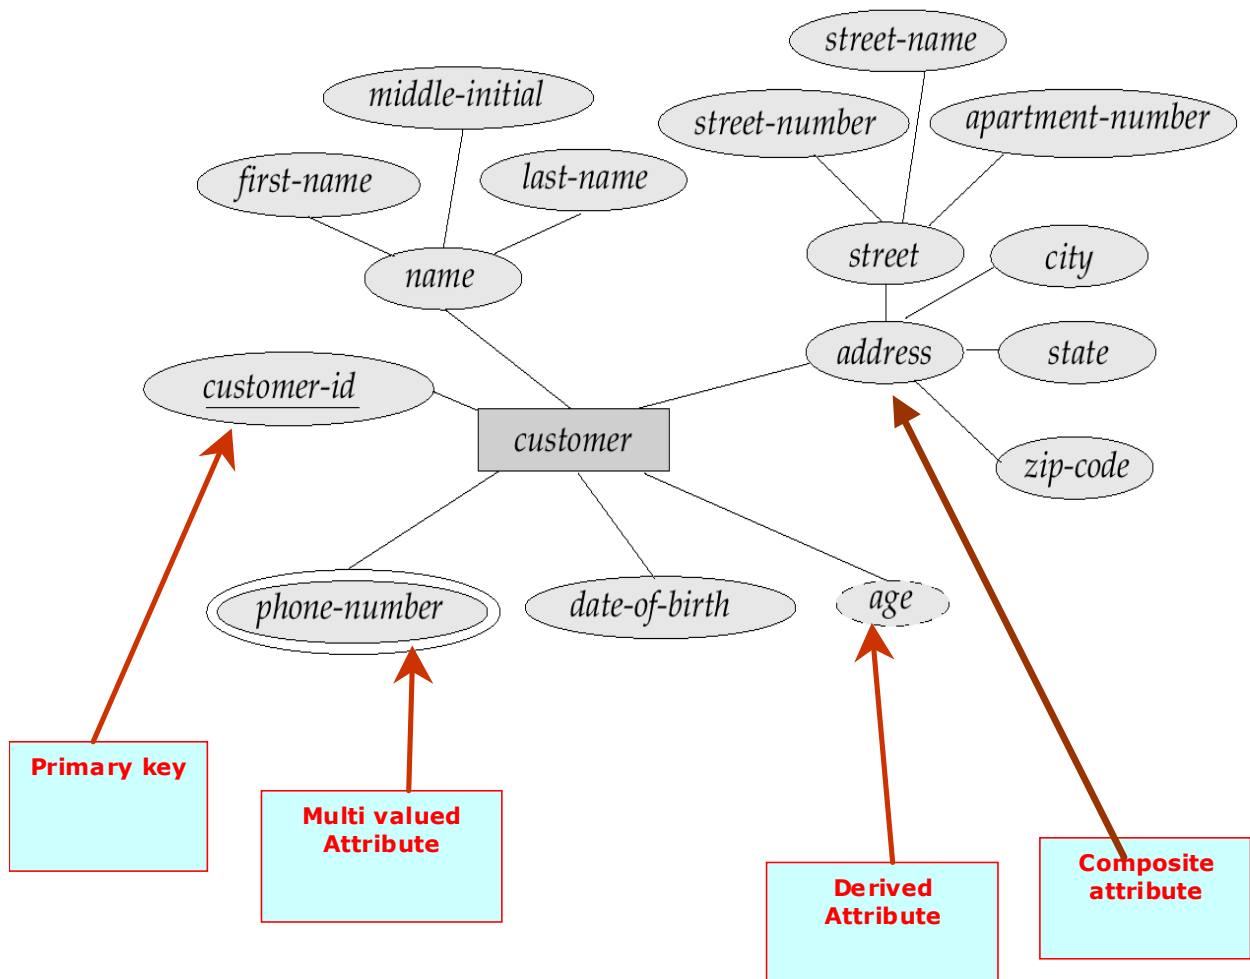 street-name
middle-initial
street-number
apartment-number
first-name
last-name
street
city
name
address
state
customer-id
customer
zip-code
phone-number
date-of-birth
age
Primary key
Multi valued
Attribute
Derived
Attribute
Composite
attribute